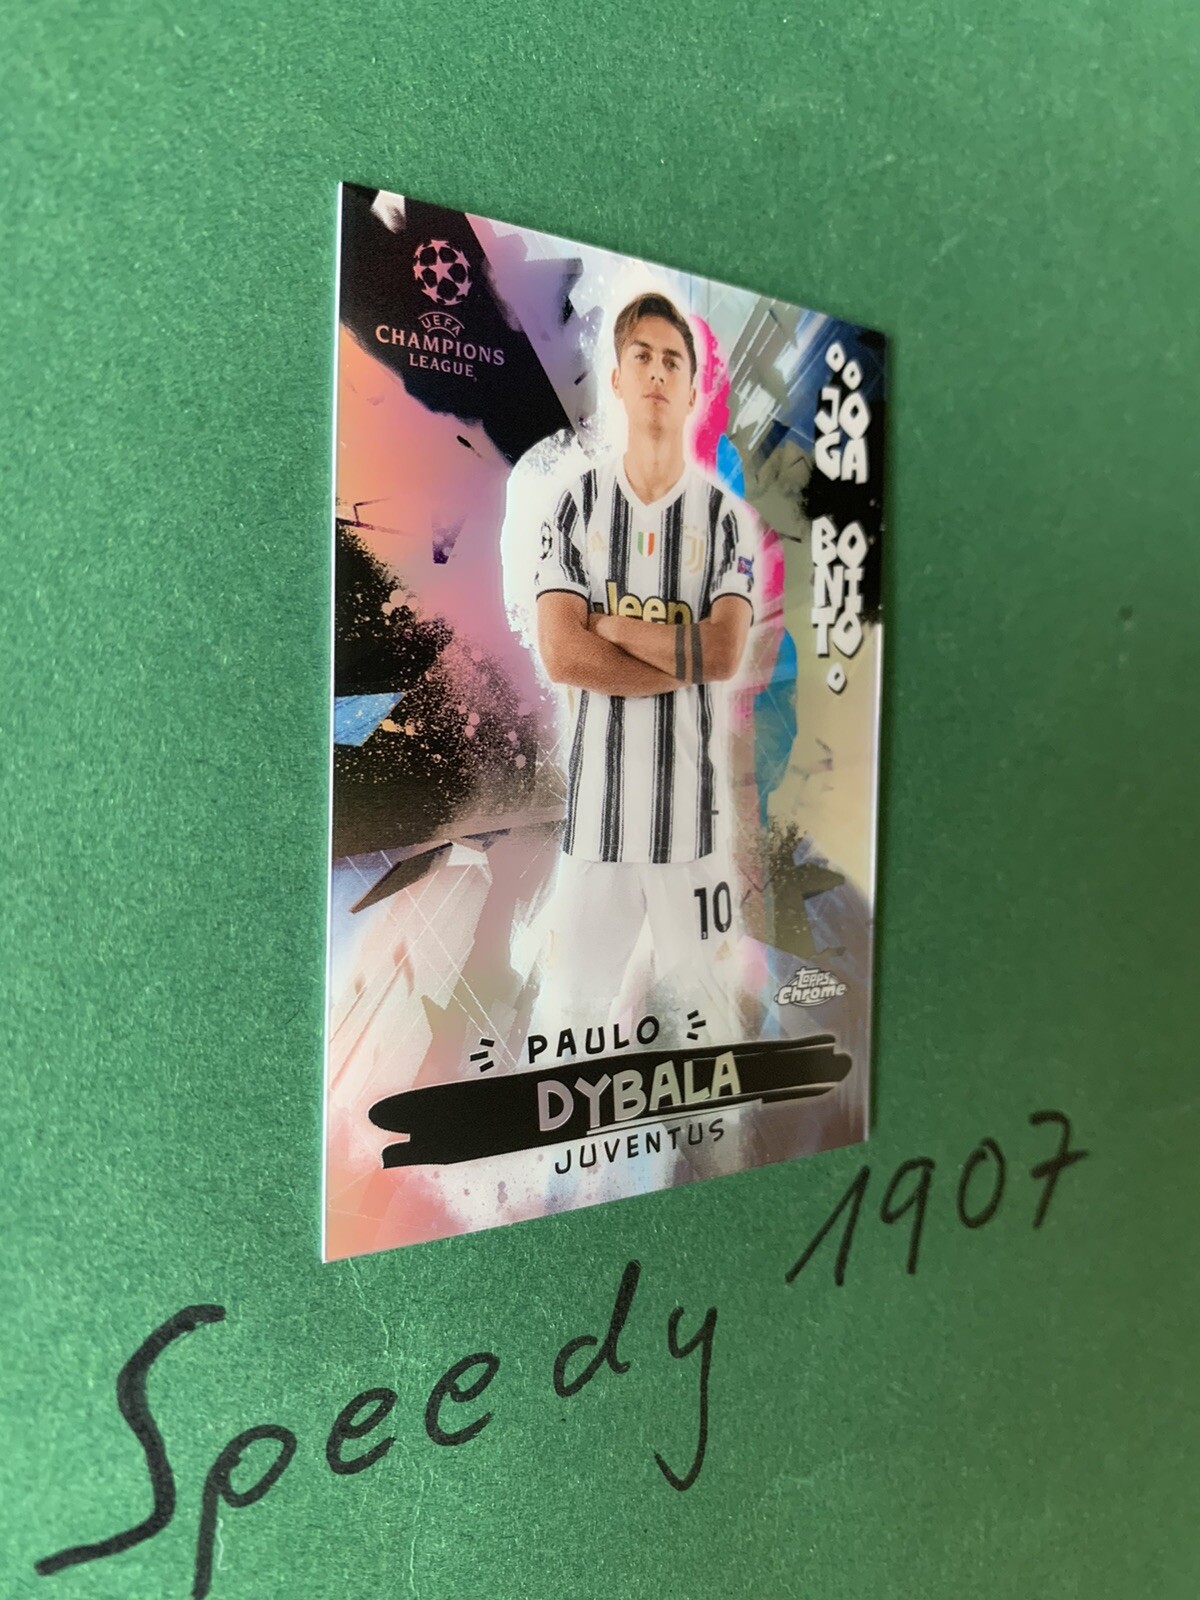 UEFA
CHAMPIONS
LEAGUE
JOGA
BONITO
Jeep
10
Topps
Chrome
PAULO
DYBALA
JUVENTUS
Speedy 1907